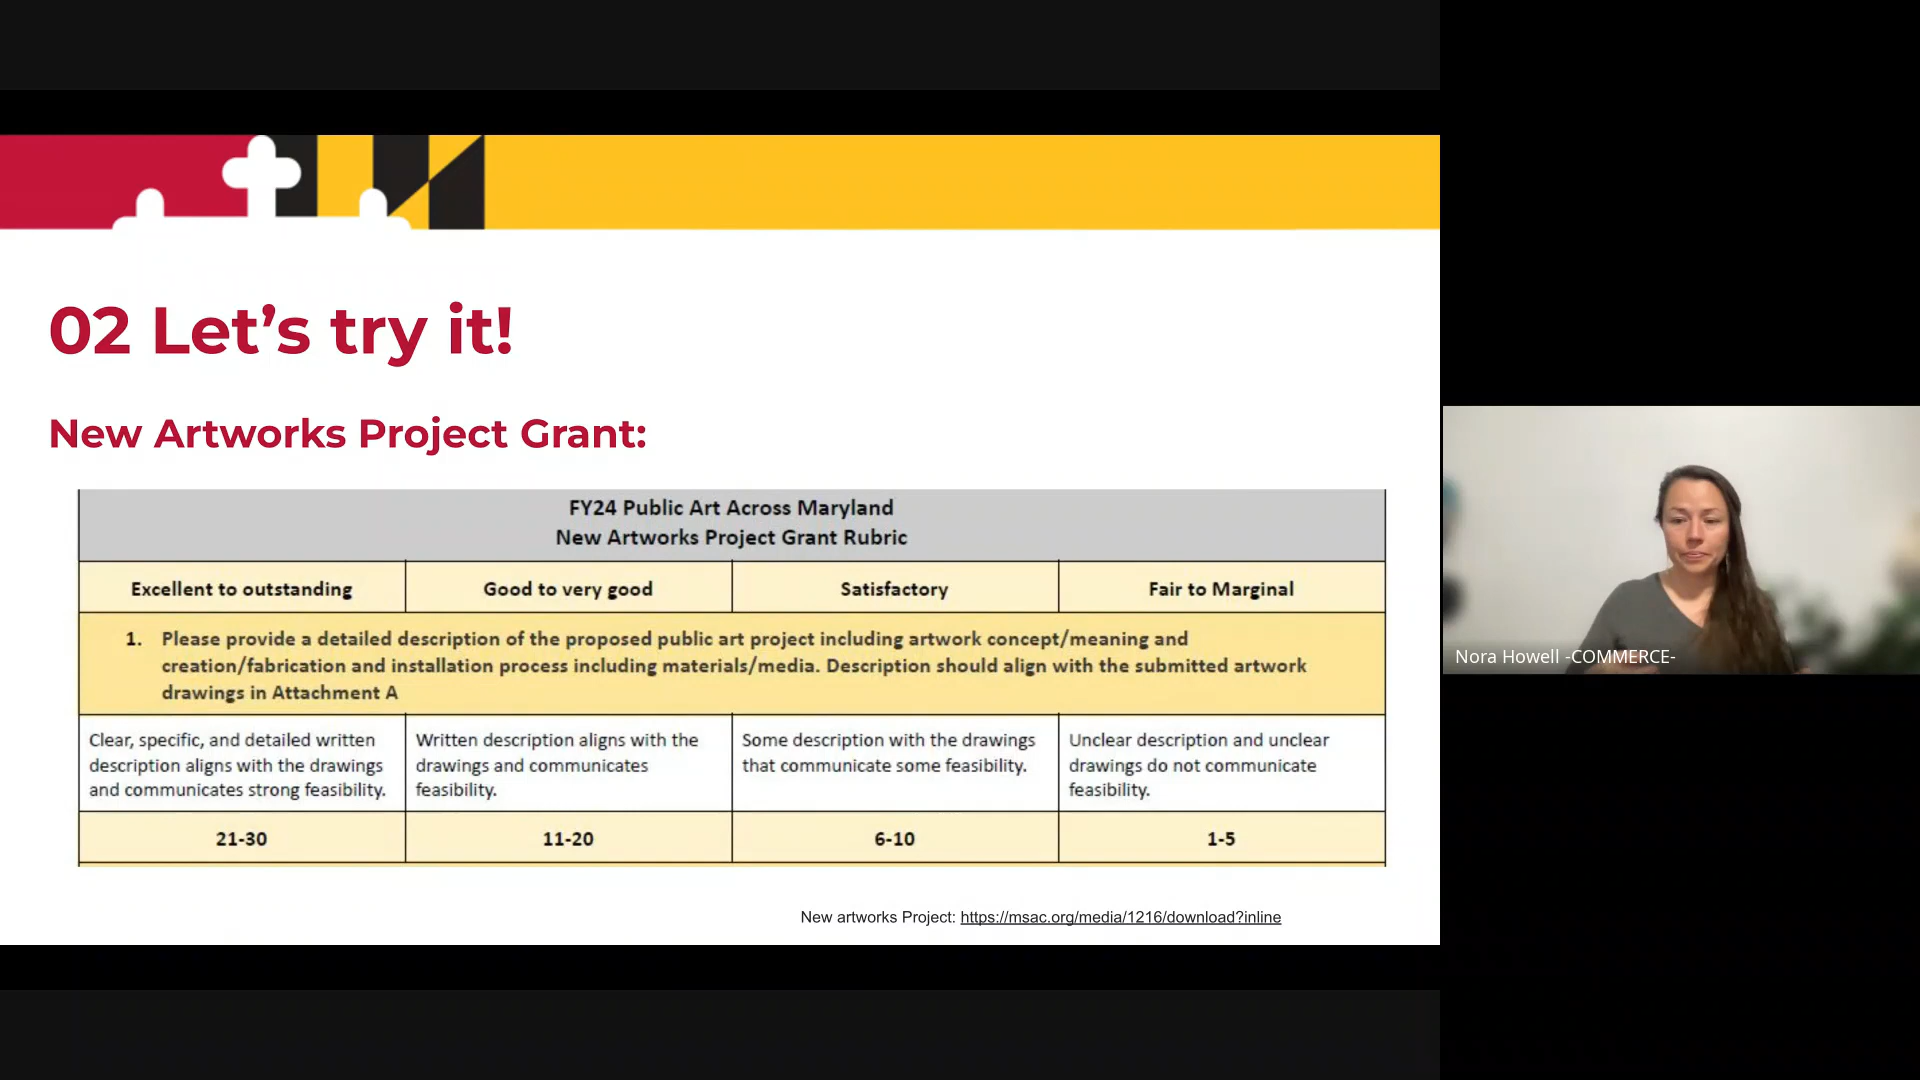 02 Let’s try it!
New Artworks Project Grant:
FY24 Public Art Across Maryland
New Artworks Project Grant Rubric
Excellent to outstanding
Good to very good
Satisfactory
Fair to Marginal
1. Please provide a detailed description of the proposed public art project including artwork concept/meaning and
creation/fabrication and installation process including materials/media. Description should align with the submitted artwork
drawings in Attachment A
Clear, specific, and detailed written
description aligns with the drawings
and communicates strong feasibility.
Written description aligns with the
drawings and communicates
feasibility.
Some description with the drawings
that communicate some feasibility.
Unclear description and unclear
drawings do not communicate
feasibility.
21-30
11-20
6-10
1-5
New artworks Project: https://msac.org/media/1216/download?inline
Nora Howell -COMMERCE-